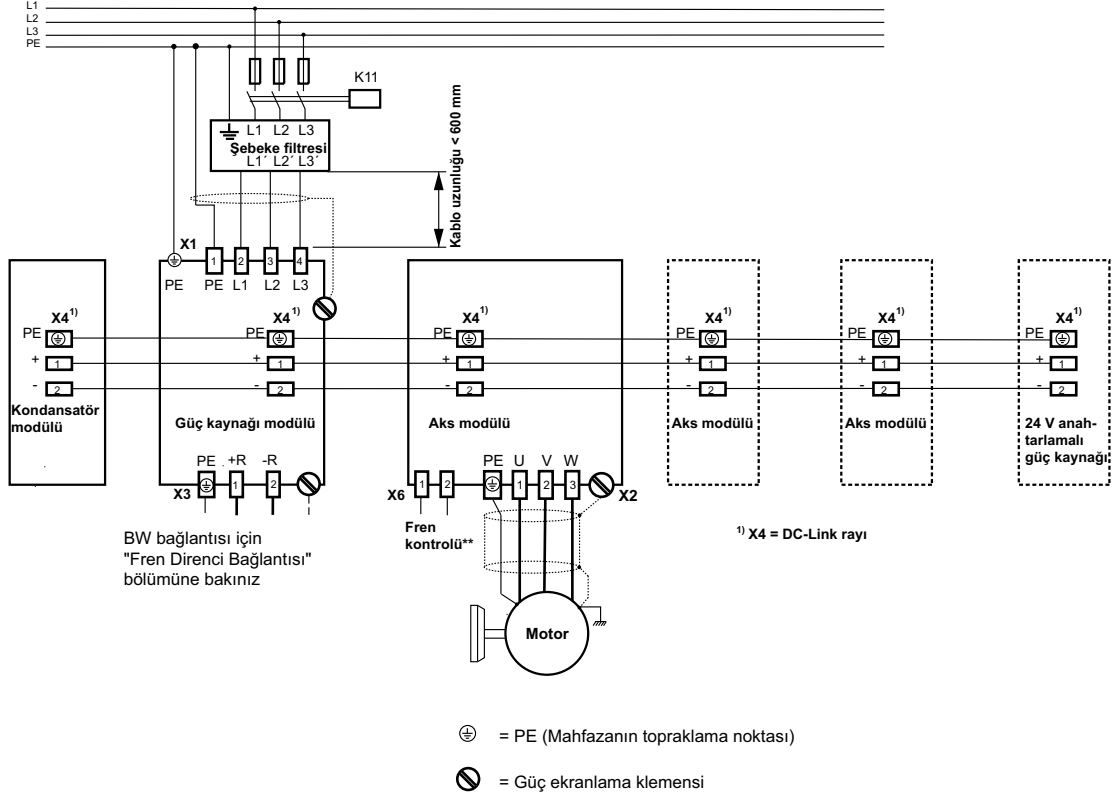 L1
L2
L3
PE
K11
L1 L2 L3
Şebeke filtresi
L1´ L2´ L3´
Kablo uzunluğu < 600 mm
X1
1 2 3 4
PE PE L1 L2 L3
X4¹⁾ X4¹⁾ X4¹⁾ X4¹⁾ X4¹⁾ X4¹⁾
PE PE PE PE PE PE
+ 1 + 1 + 1 + 1 + 1 + 1
- 2 - 2 - 2 - 2 - 2 - 2
Kondansatör
modülü
Güç kaynağı modülü
Aks modülü
Aks modülü
Aks modülü
24 V anah-
tarlamalı
güç kaynağı
PE +R -R
X3 1 2
PE U V W
X6 1 2 1 2 3 X2
Fren
kontrolü**
BW bağlantısı için
"Fren Direnci Bağlantısı"
bölümüne bakınız
¹⁾ X4 = DC-Link rayı
Motor
= PE (Mahfazanın topraklama noktası)
= Güç ekranlama klemensi